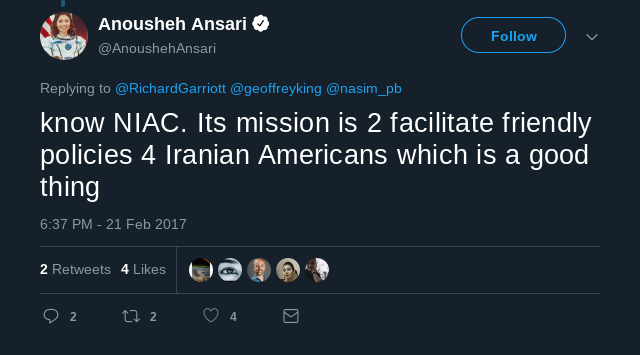 Anousheh Ansari
@AnoushehAnsari
Follow
Replying to @RichardGarriott @geoffreyking @nasim_pb
know NIAC. Its mission is 2 facilitate friendly
policies 4 Iranian Americans which is a good
thing
6:37 PM - 21 Feb 2017
2 Retweets 4 Likes
2 2 4